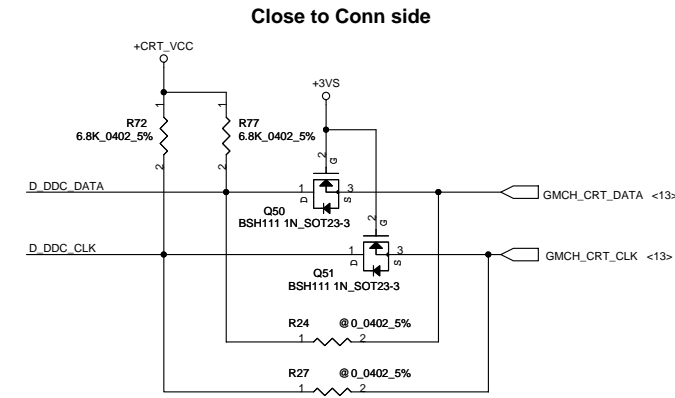 Close to Conn side
+CRT_VCC
+3VS
1 1
R72 R77
6.8K_0402_5% 6.8K_0402_5%
2 2
2 G
D_DDC_DATA 1 3 GMCH_CRT_DATA <13>
D S
Q50
BSH111 1N_SOT23-3
2 G
D_DDC_CLK 1 3 GMCH_CRT_CLK <13>
D S
Q51
BSH111 1N_SOT23-3
R24 @0_0402_5%
1 2
R27 @0_0402_5%
1 2